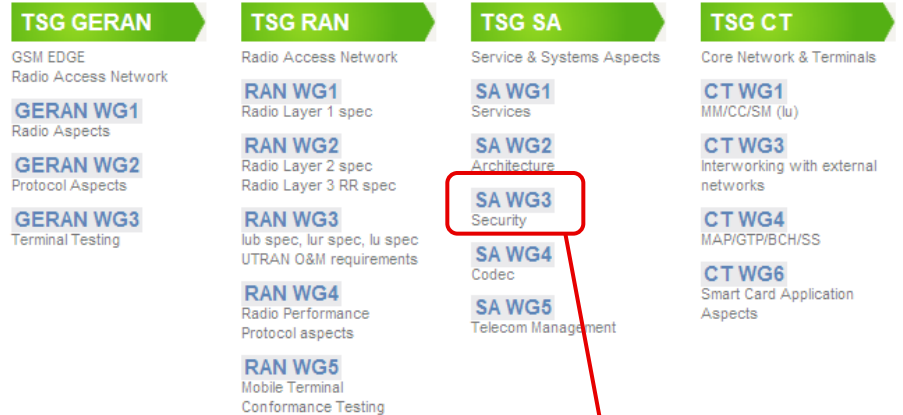 TSG GERAN
GSM EDGE
Radio Access Network
GERAN WG1
Radio Aspects
GERAN WG2
Protocol Aspects
GERAN WG3
Terminal Testing
TSG RAN
Radio Access Network
RAN WG1
Radio Layer 1 spec
RAN WG2
Radio Layer 2 spec
Radio Layer 3 RR spec
RAN WG3
lub spec, lur spec, lu spec
UTRAN O&M requirements
RAN WG4
Radio Performance
Protocol aspects
RAN WG5
Mobile Terminal
Conformance Testing
TSG SA
Service & Systems Aspects
SA WG1
Services
SA WG2
Architecture
SA WG3
Security
SA WG4
Codec
SA WG5
Telecom Management
TSG CT
Core Network & Terminals
CT WG1
MM/CC/SM (lu)
CT WG3
Interworking with external
networks
CT WG4
MAP/GTP/BCH/SS
CT WG6
Smart Card Application
Aspects